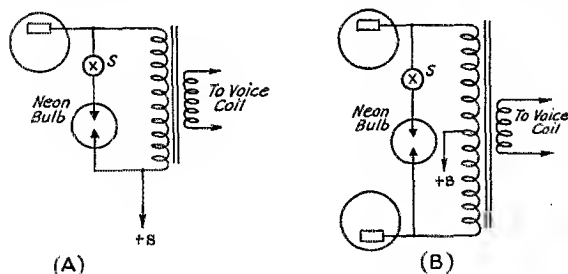 S
Neon
Bulb
To Voice
Coil
+B
(A)
S
Neon
Bulb
To Voice
Coil
+B
(B)